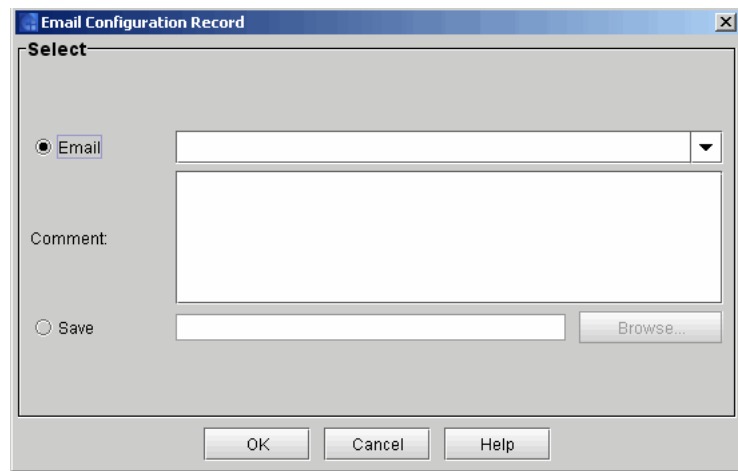 Email Configuration Record
Select
Email
Comment:
Save
Browse...
OK Cancel Help